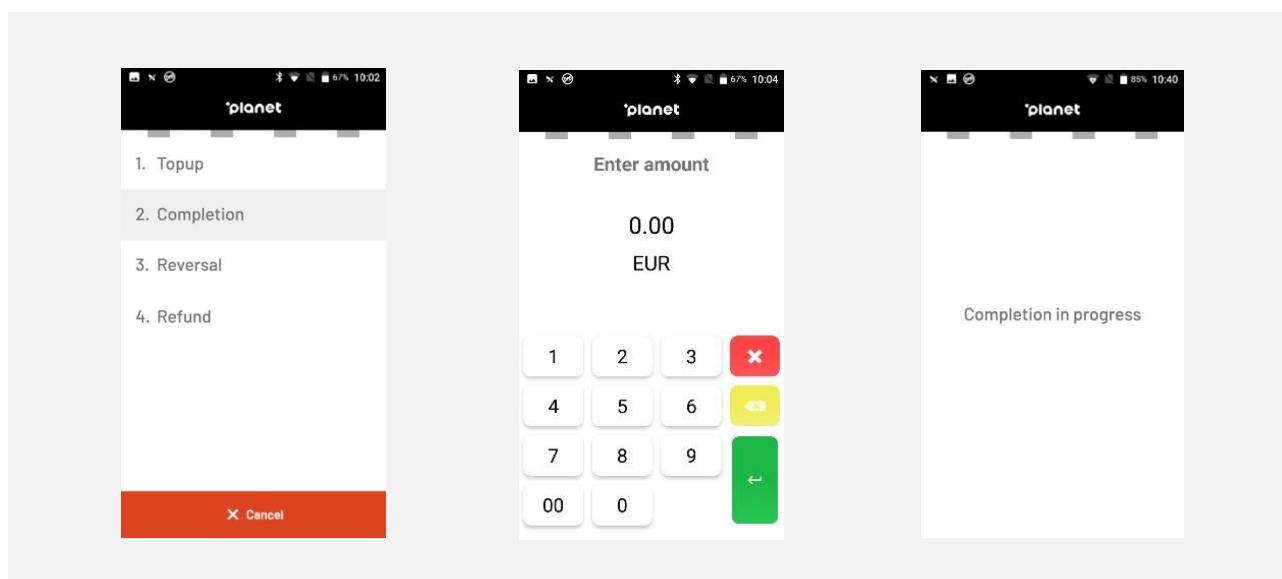 67% 10:02
planet
1. Topup
2. Completion
3. Reversal
4. Refund
Cancel
67% 10:04
planet
Enter amount
0.00
EUR
1 2 3
4 5 6
7 8 9
00 0
85% 10:40
planet
Completion in progress